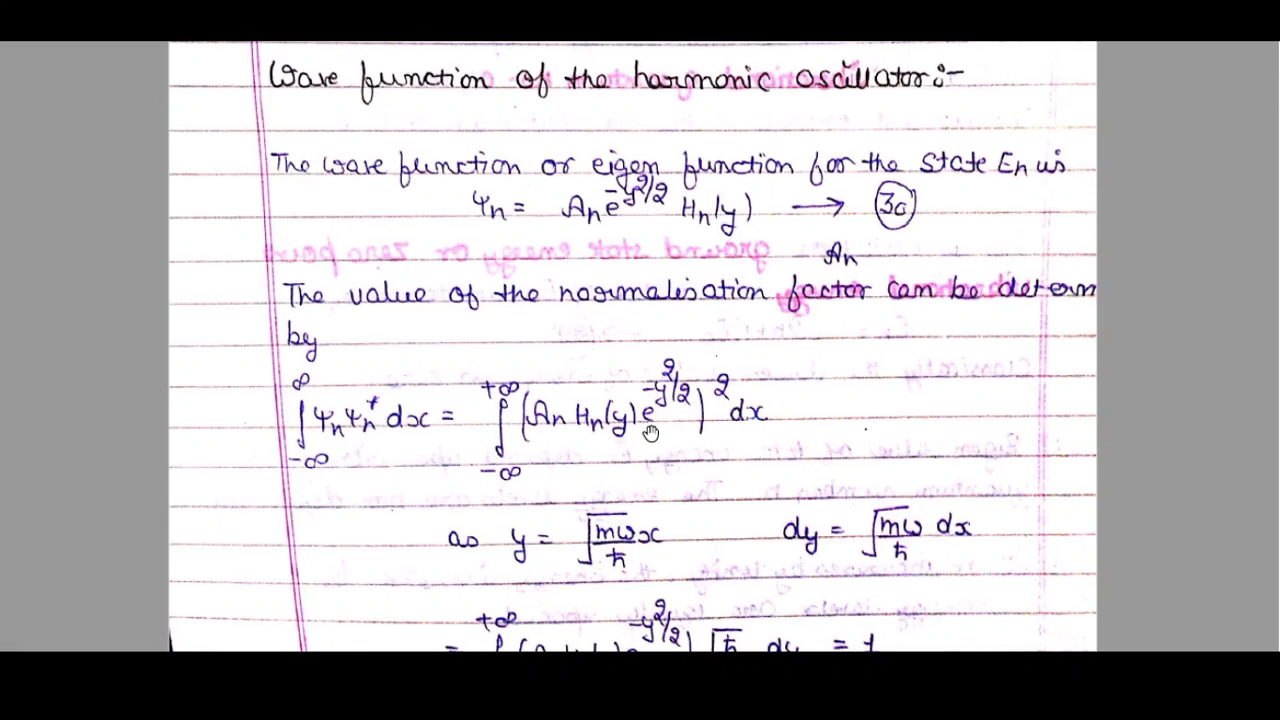 Wave function of the harmonic oscillator:-
The wave function or eigen function for the State En is
Ψn = An e^{-y²/2} Hn(y) → (30)
An
The value of the normalisation factor can be determ
by
∫_{-∞}^{∞} Ψn Ψn* dx = ∫_{-∞}^{+∞} (An Hn(y) e^{-y²/2})² dx
as y = √(mω/ħ) x dy = √(mω/ħ) dx